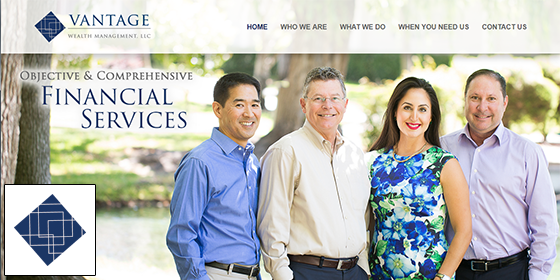 VANTAGE
WEALTH MANAGEMENT, LLC
HOME WHO WE ARE WHAT WE DO WHEN YOU NEED US CONTACT US
OBJECTIVE & COMPREHENSIVE
FINANCIAL
SERVICES